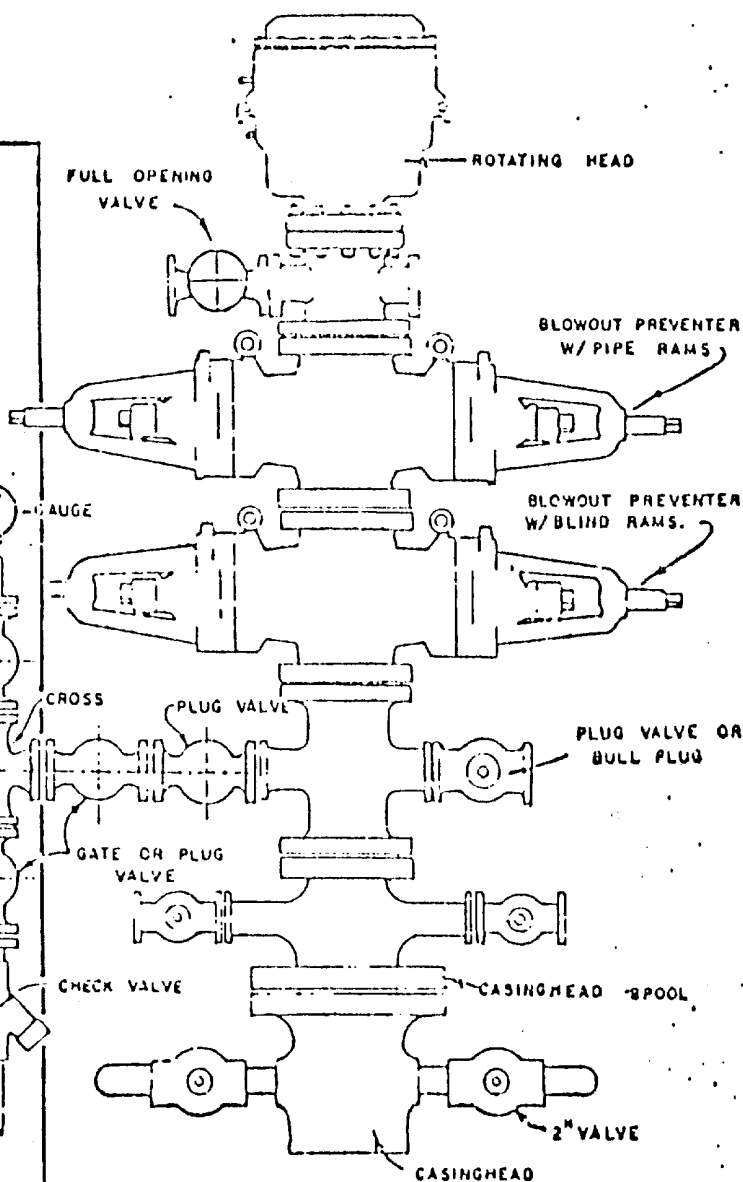 ROTATING HEAD
FULL OPENING
VALVE
BLOWOUT PREVENTER
W/ PIPE RAMS
GAUGE
BLOWOUT PREVENTER
W/ BLIND RAMS.
CROSS
PLUG VALVE
PLUG VALVE OR
BULL PLUG
GATE OR PLUG
VALVE
CHECK VALVE
CASINGHEAD SPOOL
2" VALVE
CASINGHEAD